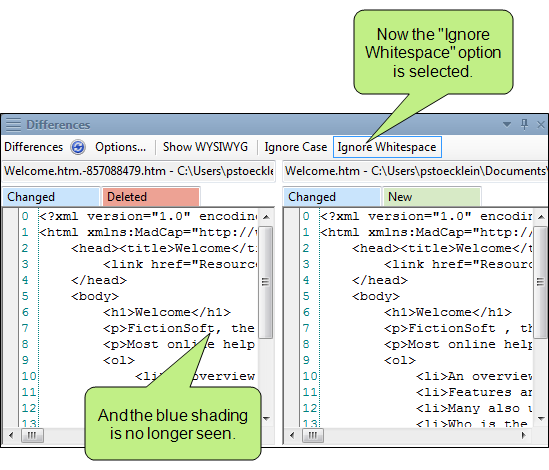 Now the "Ignore
Whitespace" option
is selected.
Differences
Differences Options... Show WYSIWYG Ignore Case Ignore Whitespace
Welcome.htm.-857088479.htm - C:\Users\pstoeckle
Welcome.htm - C:\Users\pstoecklein\Documents\
Changed Deleted
Changed New
0 <?xml version="1.0" encodin
1 <html xmlns:MadCap="http://w
2 <head><title>Welcome</ti
3 <link href="Resource
4 </head>
5 <body>
6 <h1>Welcome</h1>
7 <p>FictionSoft, the
8 <p>Most online help
9 <ol>
10 <li>An overview
11
12
13
And the blue shading
is no longer seen.
0 <?xml version="1.0" encodin
1 <html xmlns:MadCap="http://w
2 <head><title>Welcome</ti
3 <link href="Resource
4 </head>
5 <body>
6 <h1>Welcome</h1>
7 <p>FictionSoft , the
8 <p>Most online help
9 <ol>
10 <li>An overview
11 <li>Features an
12 <li>Many also u
13 <li>Who is the